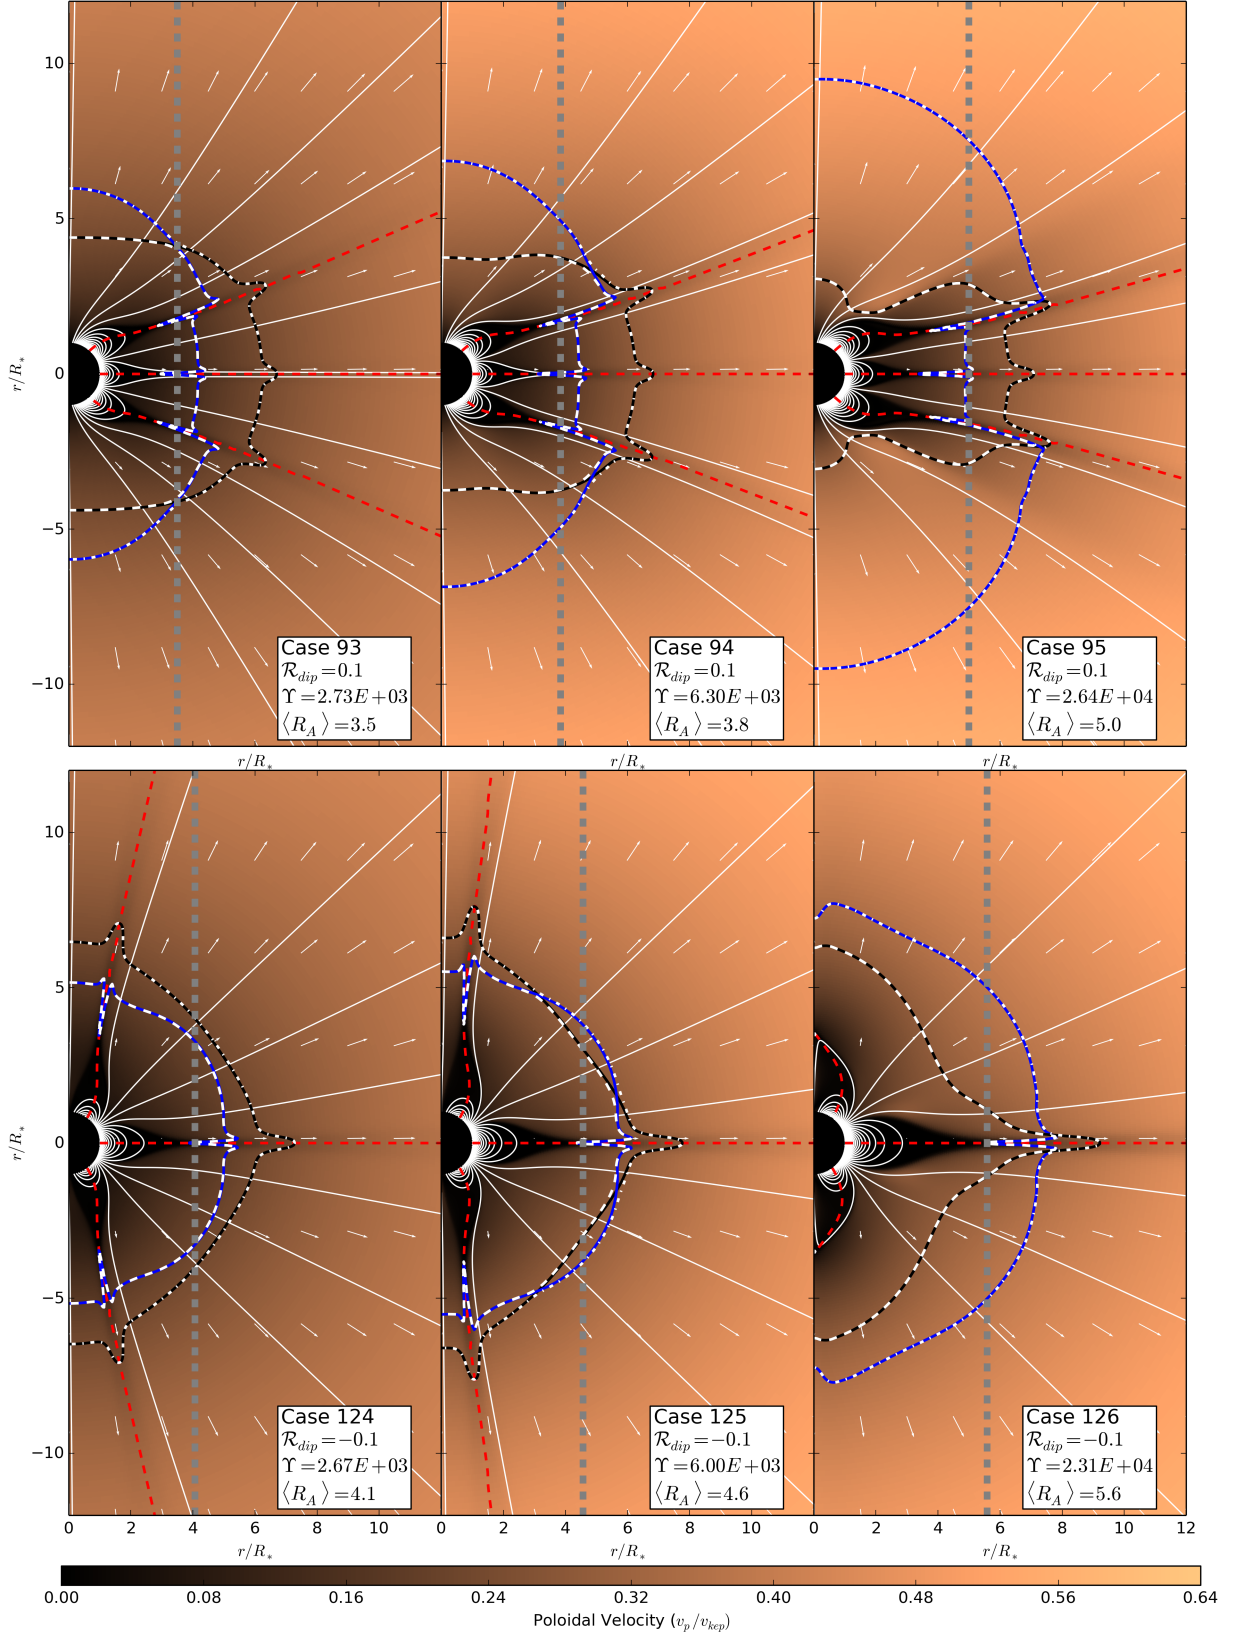 10
5
0
−5
−10
r/R*
Case 93
ℛdip=0.1
ϒ=2.73E+03
⟨RA⟩=3.5
Case 94
ℛdip=0.1
ϒ=6.30E+03
⟨RA⟩=3.8
Case 95
ℛdip=0.1
ϒ=2.64E+04
⟨RA⟩=5.0
r/R* r/R* r/R*
10
5
0
−5
−10
r/R*
Case 124
ℛdip=−0.1
ϒ=2.67E+03
⟨RA⟩=4.1
Case 125
ℛdip=−0.1
ϒ=6.00E+03
⟨RA⟩=4.6
Case 126
ℛdip=−0.1
ϒ=2.31E+04
⟨RA⟩=5.6
0 2 4 6 8 10 0 2 4 6 8 10 0 2 4 6 8 10 12
r/R* r/R* r/R*
0.00 0.08 0.16 0.24 0.32 0.40 0.48 0.56 0.64
Poloidal Velocity (vp/vkep)